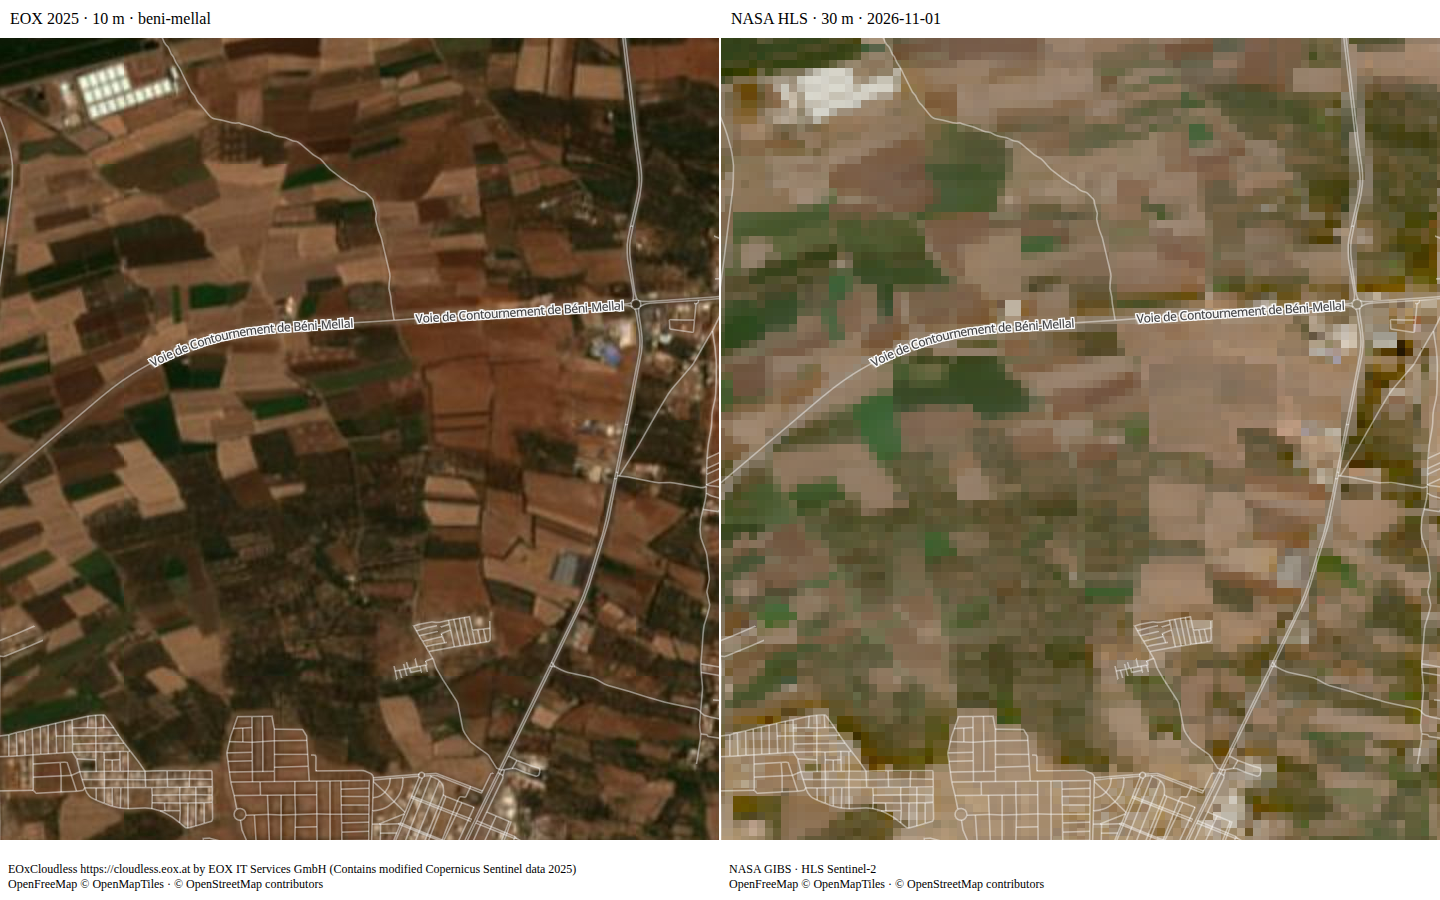 EOX 2025 · 10 m · beni-mellal
NASA HLS · 30 m · 2026-11-01
Voie de Contournement de Béni-Mellal
Voie de Contournement de Béni-Mellal
Voie de Contournement de Béni-Mellal
Voie de Contournement de Béni-Mellal
EOxCloudless https://cloudless.eox.at by EOX IT Services GmbH (Contains modified Copernicus Sentinel data 2025)
OpenFreeMap © OpenMapTiles · © OpenStreetMap contributors
NASA GIBS · HLS Sentinel-2
OpenFreeMap © OpenMapTiles · © OpenStreetMap contributors